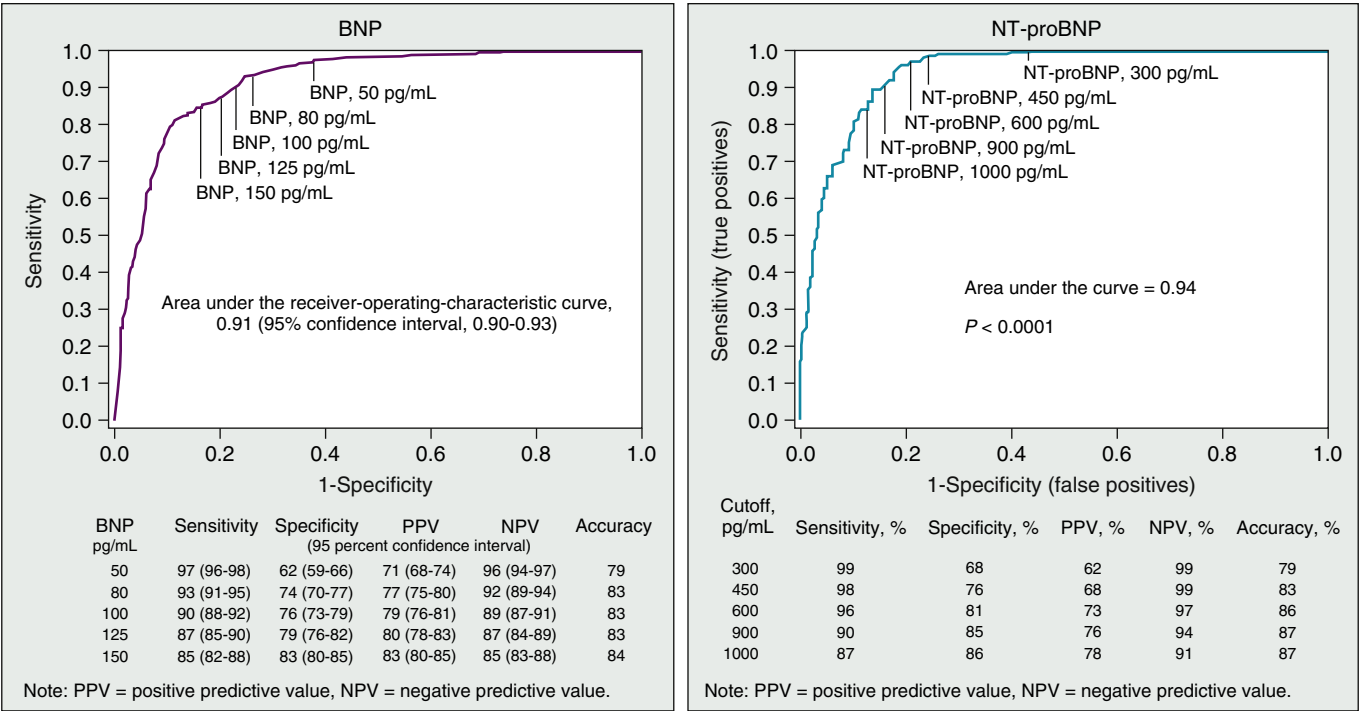 BNP
1.0
0.9
0.8
0.7
0.6
0.5
0.4
0.3
0.2
0.1
0.0
Sensitivity
BNP, 50 pg/mL
BNP, 80 pg/mL
BNP, 100 pg/mL
BNP, 125 pg/mL
BNP, 150 pg/mL
Area under the receiver-operating-characteristic curve,
0.91 (95% confidence interval, 0.90-0.93)
0.0 0.2 0.4 0.6 0.8 1.0
1-Specificity
BNP Sensitivity Specificity PPV NPV Accuracy
pg/mL (95 percent confidence interval)
50 97 (96-98) 62 (59-66) 71 (68-74) 96 (94-97) 79
80 93 (91-95) 74 (70-77) 77 (75-80) 92 (89-94) 83
100 90 (88-92) 76 (73-79) 79 (76-81) 89 (87-91) 83
125 87 (85-90) 79 (76-82) 80 (78-83) 87 (84-89) 83
150 85 (82-88) 83 (80-85) 83 (80-85) 85 (83-88) 84
Note: PPV = positive predictive value, NPV = negative predictive value.
NT-proBNP
1.0
0.9
0.8
0.7
0.6
0.5
0.4
0.3
0.2
0.1
0.0
Sensitivity (true positives)
NT-proBNP, 300 pg/mL
NT-proBNP, 450 pg/mL
NT-proBNP, 600 pg/mL
NT-proBNP, 900 pg/mL
NT-proBNP, 1000 pg/mL
Area under the curve = 0.94
P < 0.0001
0.0 0.2 0.4 0.6 0.8 1.0
1-Specificity (false positives)
Cutoff,
pg/mL Sensitivity, % Specificity, % PPV, % NPV, % Accuracy, %
300 99 68 62 99 79
450 98 76 68 99 83
600 96 81 73 97 86
900 90 85 76 94 87
1000 87 86 78 91 87
Note: PPV = positive predictive value, NPV = negative predictive value.